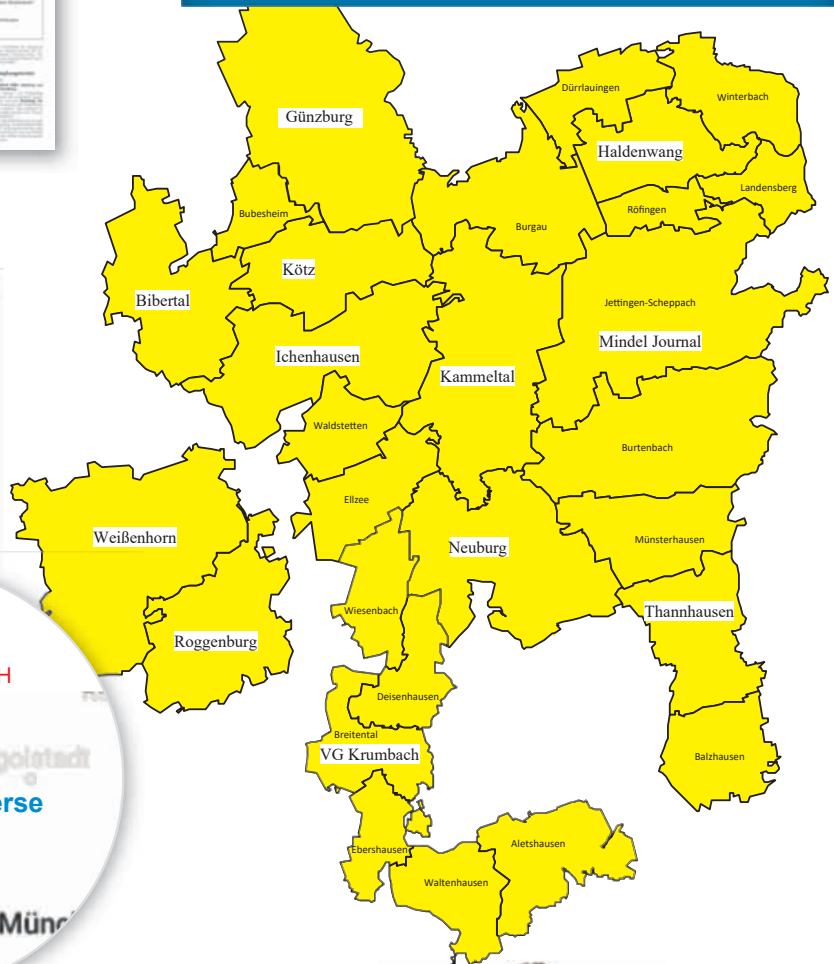 Günzburg
Dürrlauingen
Winterbach
Haldenwang
Landensberg
Röfingen
Bubesheim
Burgau
Kötz
Bibertal
Jettingen-Scheppach
Mindel Journal
Ichenhausen
Kammeltal
Waldstetten
Burtenbach
Ellzee
Weißenhorn
Neuburg
Münsterhausen
Wiesenbach
Thannhausen
Roggenburg
H
Deisenhausen
Breitental
VG Krumbach
golstadt
Balzhausen
erse
Ebershausen
Aletshausen
Waltenhausen